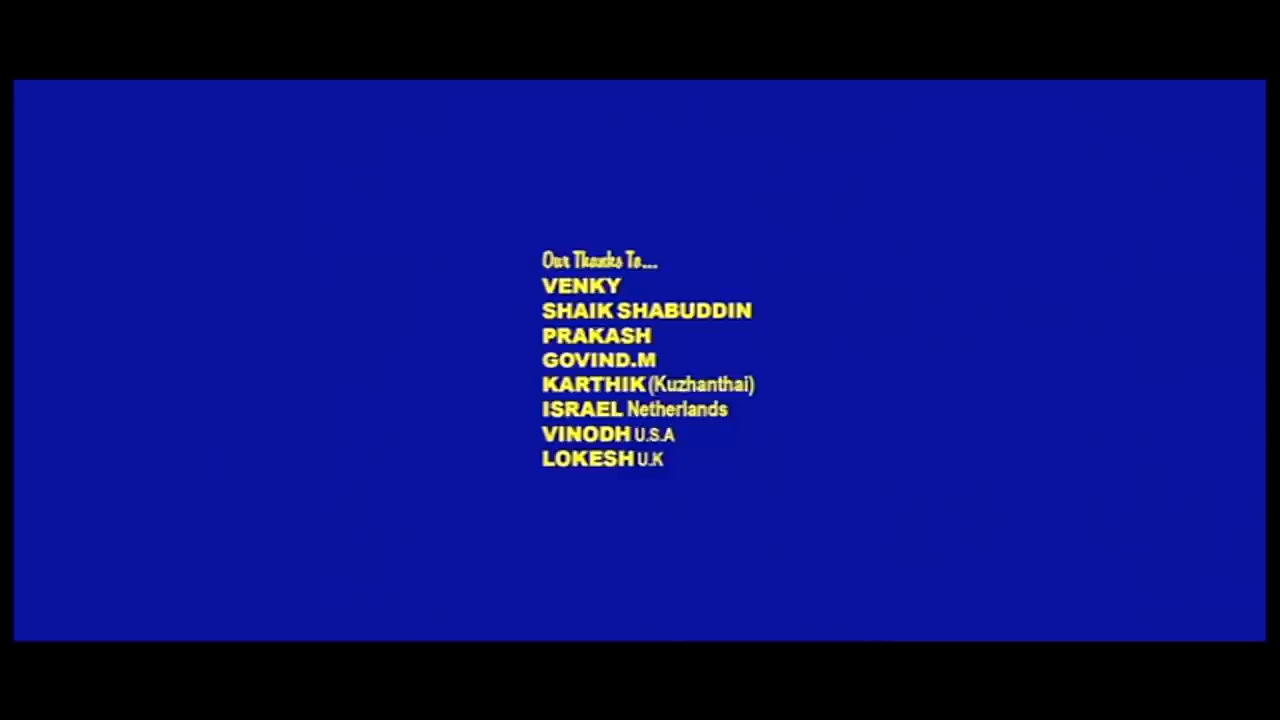 Our Thanks To...
VENKY
SHAIK SHABUDDIN
PRAKASH
GOVIND.M
KARTHIK (Kuzhanthai)
ISRAEL Netherlands
VINODH U.S.A
LOKESH U.K